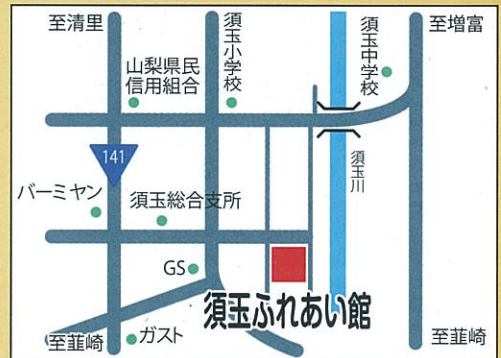 至清里
須玉小学校
須玉中学校
至増富
山梨県民
信用組合
141
須玉川
バーミヤン
須玉総合支所
GS
須玉ふれあい館
至韮崎
ガスト
至韮崎